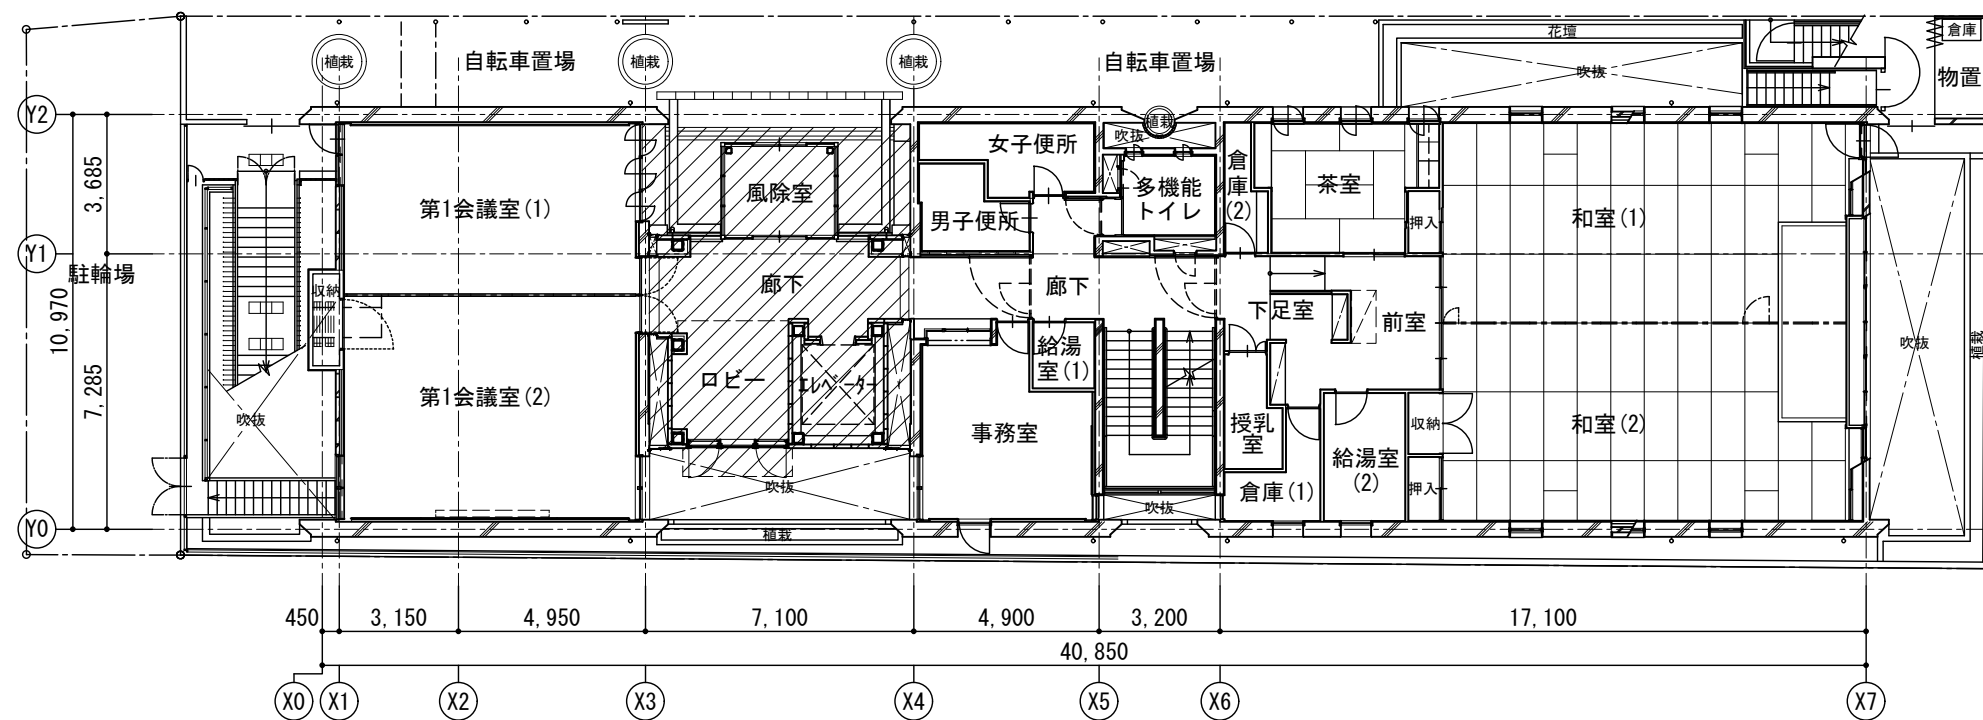 倉庫
花壇
植栽
自転車置場
植栽
植栽
自転車置場
吹抜
物置
Y2
植栽
吹抜
女子便所
倉庫(2)
3,685
風除室
多機能
トイレ
茶室
第1会議室(1)
男子便所
押入
和室(1)
Y1
駐輪場
廊下
廊下
収納
下足室
前室
10,970
給湯
室(1)
吹抜
植栽
ロビー
エレベーター
7,285
第1会議室(2)
吹抜
事務室
授乳
室
収納
和室(2)
給湯室
(2)
吹抜
倉庫(1)
押入
吹抜
Y0
植栽
450
3,150
4,950
7,100
4,900
3,200
17,100
40,850
X0
X1
X2
X3
X4
X5
X6
X7